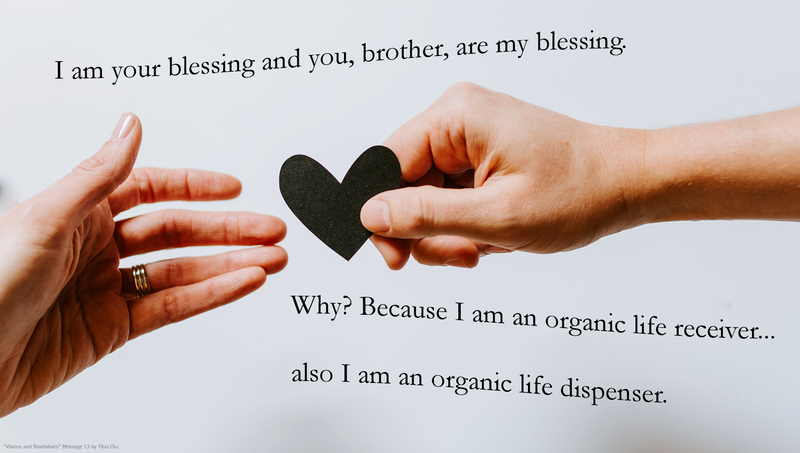 I am your blessing and you, brother, are my blessing.
Why? Because I am an organic life receiver...
also I am an organic life dispenser.
"Visions and Revelations" Message 13 by Titus Chu.